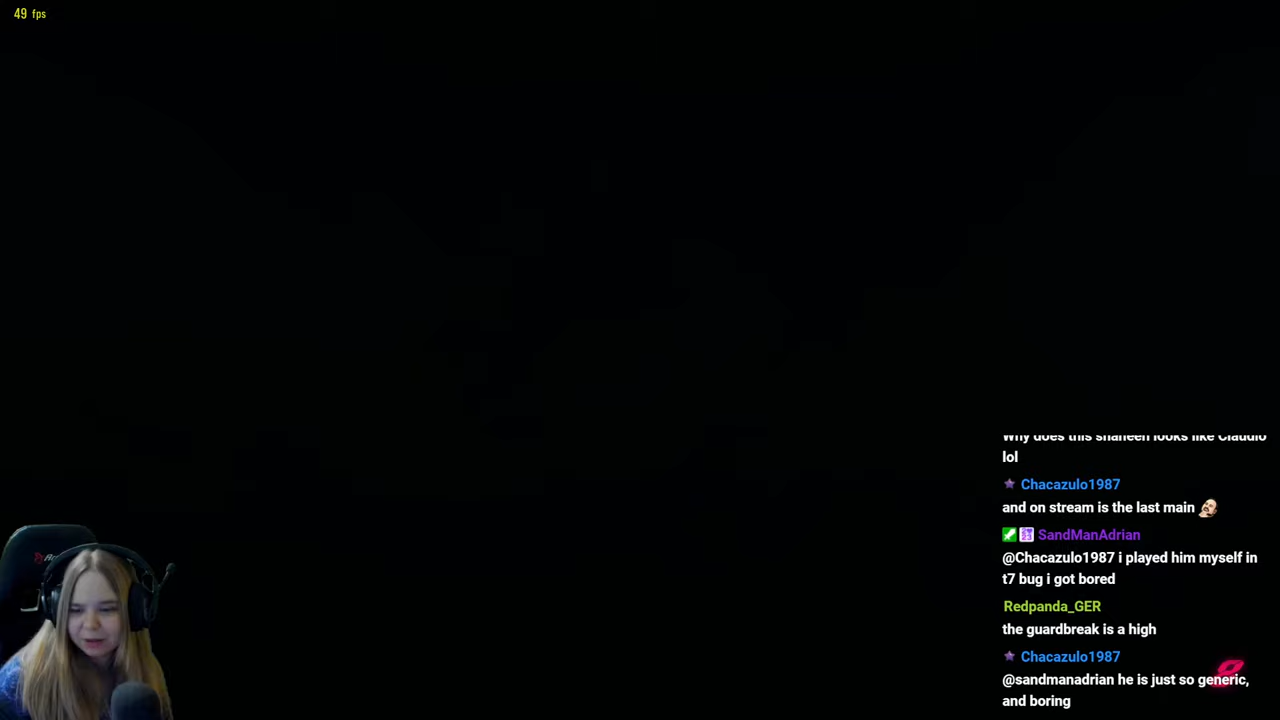 49 fps
Why does this shaheen looks like Claudio
lol
Chacazulo1987
and on stream is the last main
SandManAdrian
@Chacazulo1987 i played him myself in
t7 bug i got bored
Redpanda_GER
the guardbreak is a high
Chacazulo1987
@sandmanadrian he is just so generic,
and boring